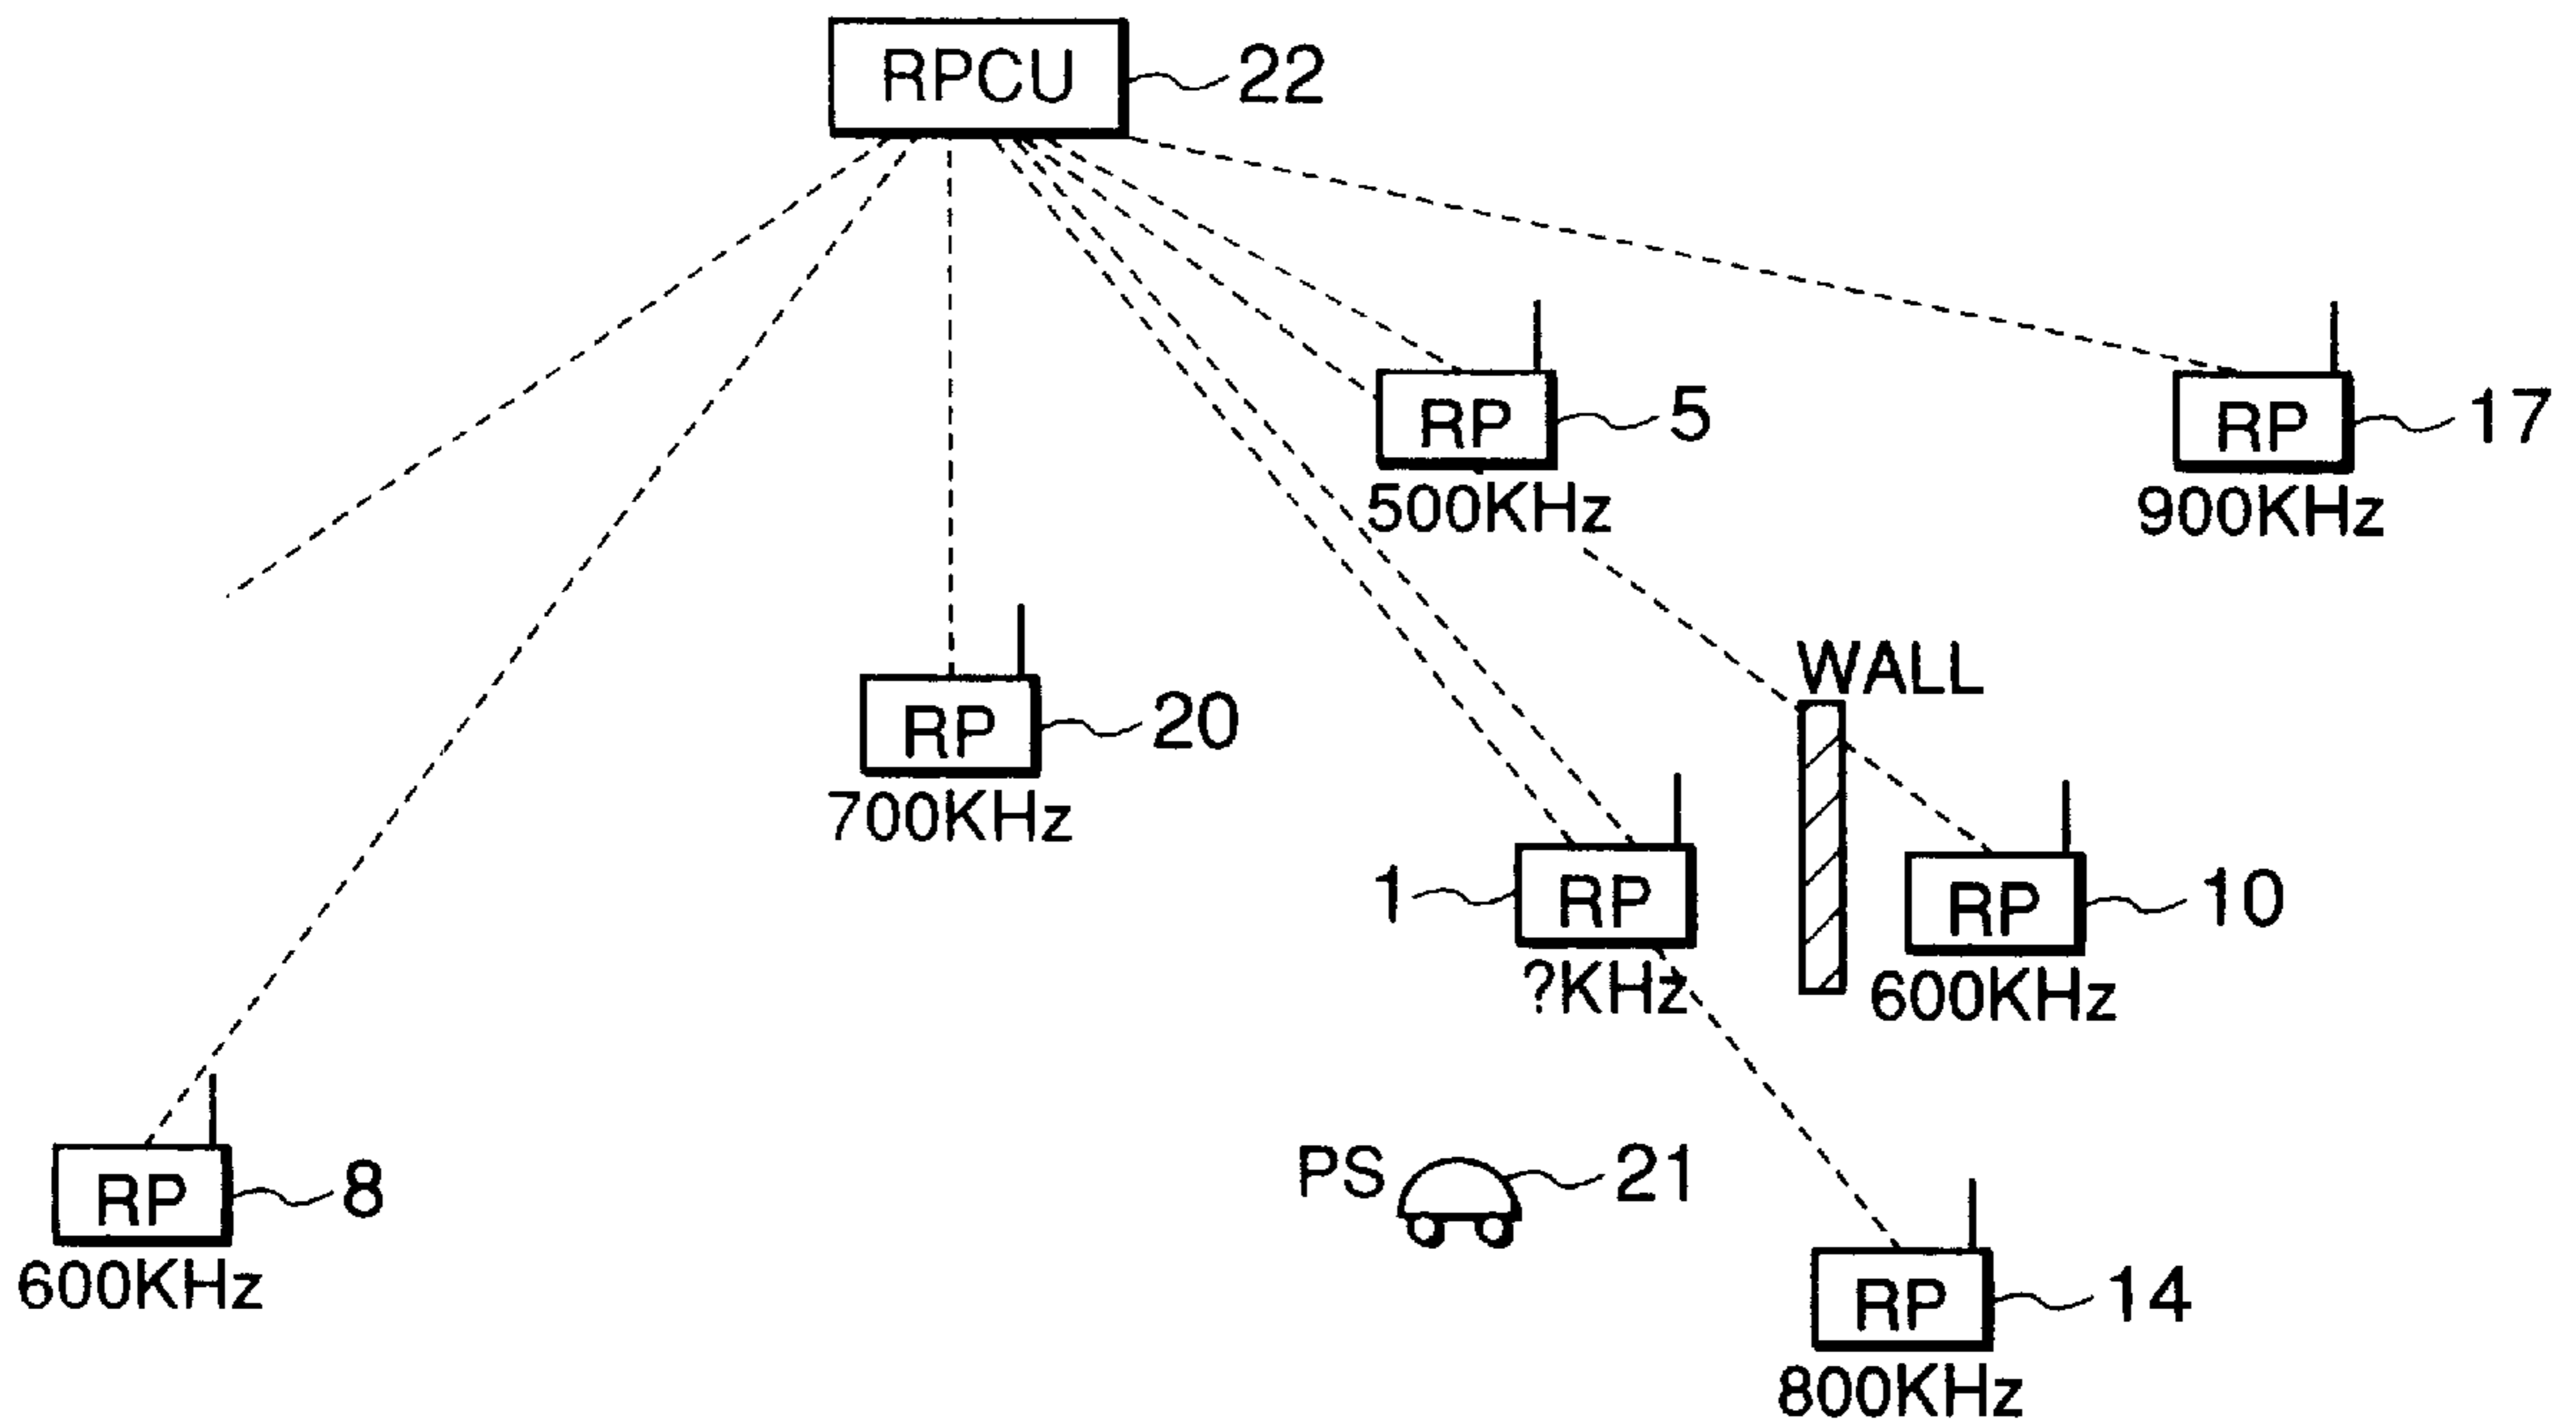 RPCU 22
RP 5
500KHz
RP 17
900KHz
WALL
RP 20
700KHz
1 RP
?KHz
RP 10
600KHz
RP 8
600KHz
PS 21
RP 14
800KHz